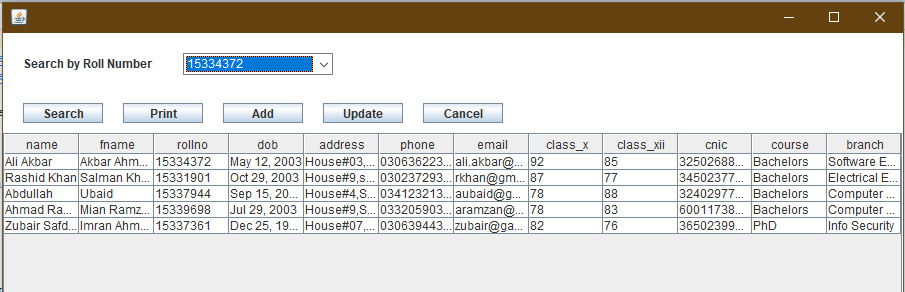 Search by Roll Number 15334372
Search Print Add Update Cancel
name fname rollno dob address phone email class_x class_xii cnic course branch
Ali Akbar Akbar Ahm... 15334372 May 12, 2003 House#03,... 030636223... ali.akbar@... 92 85 32502688... Bachelors Software E...
Rashid Khan Salman Kh... 15331901 Oct 29, 2003 House#9,s... 030237293... rkhan@gm... 87 77 34502377... Bachelors Electrical E...
Abdullah Ubaid 15337944 Sep 15, 20... House#4, ... 034123213... aubaid@g... 78 88 32402977... Bachelors Computer ...
Ahmad Ra... Mian Ramz... 15339698 Jul 29, 2003 House#9,S... 033205903... aramzan@... 78 83 60011738... Bachelors Computer ...
Zubair Safd... Imran Ahm... 15337361 Dec 25, 19... House#07,... 030639443... zubair@ga... 82 76 36502399... PhD Info Security